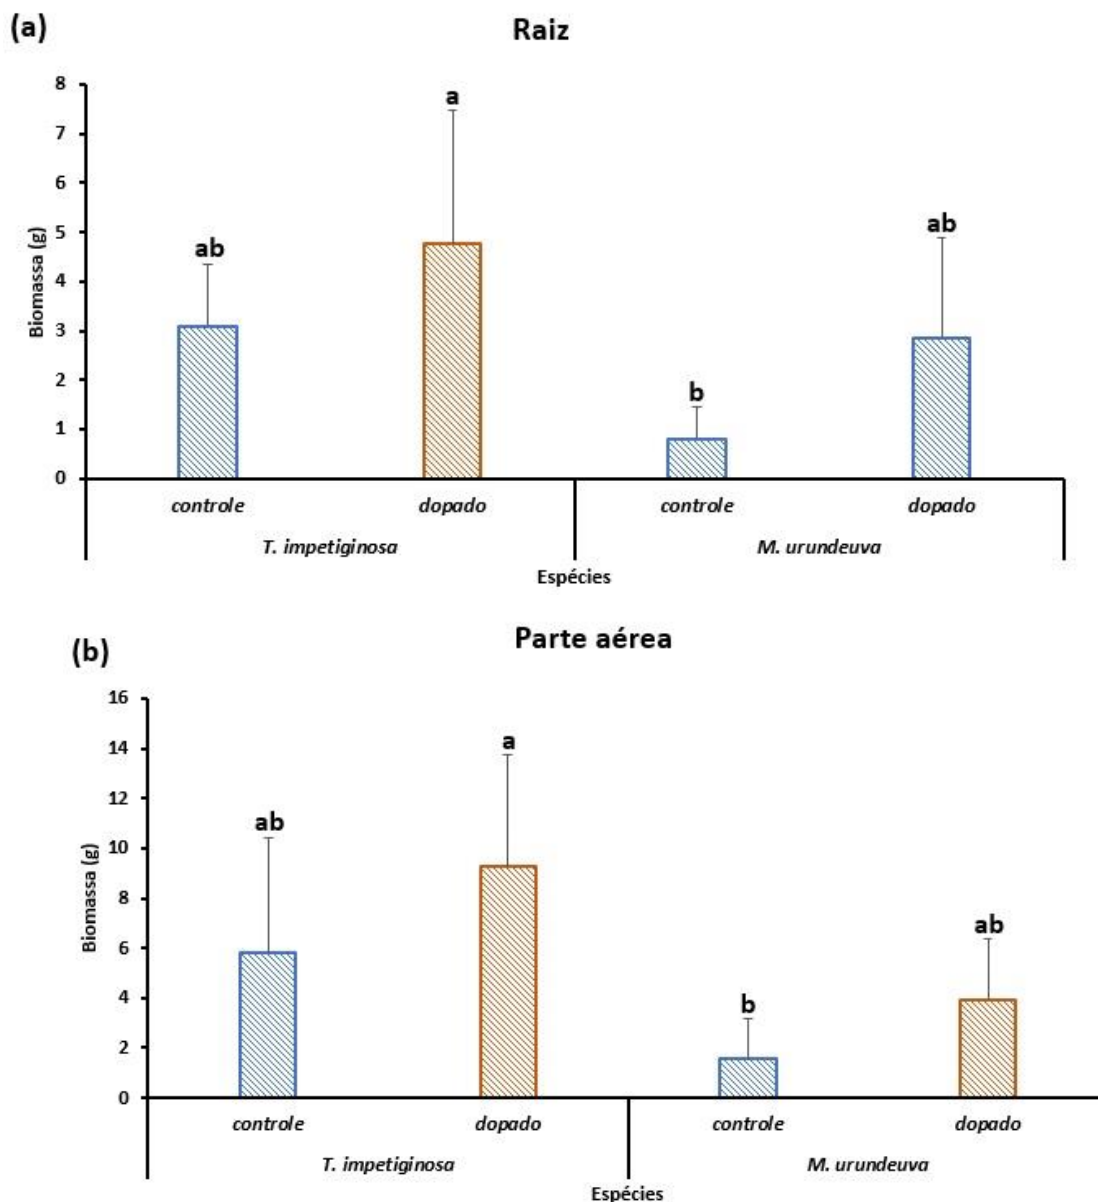 (a)
Raiz
8
7
6
5
4
3
2
1
0
Biomassa (g)
ab
a
b
ab
controle dopado controle dopado
T. impetiginosa M. urundeuva
Espécies
(b)
Parte aérea
16
14
12
10
8
6
4
2
0
Biomassa (g)
ab
a
b
ab
controle dopado controle dopado
T. impetiginosa M. urundeuva
Espécies